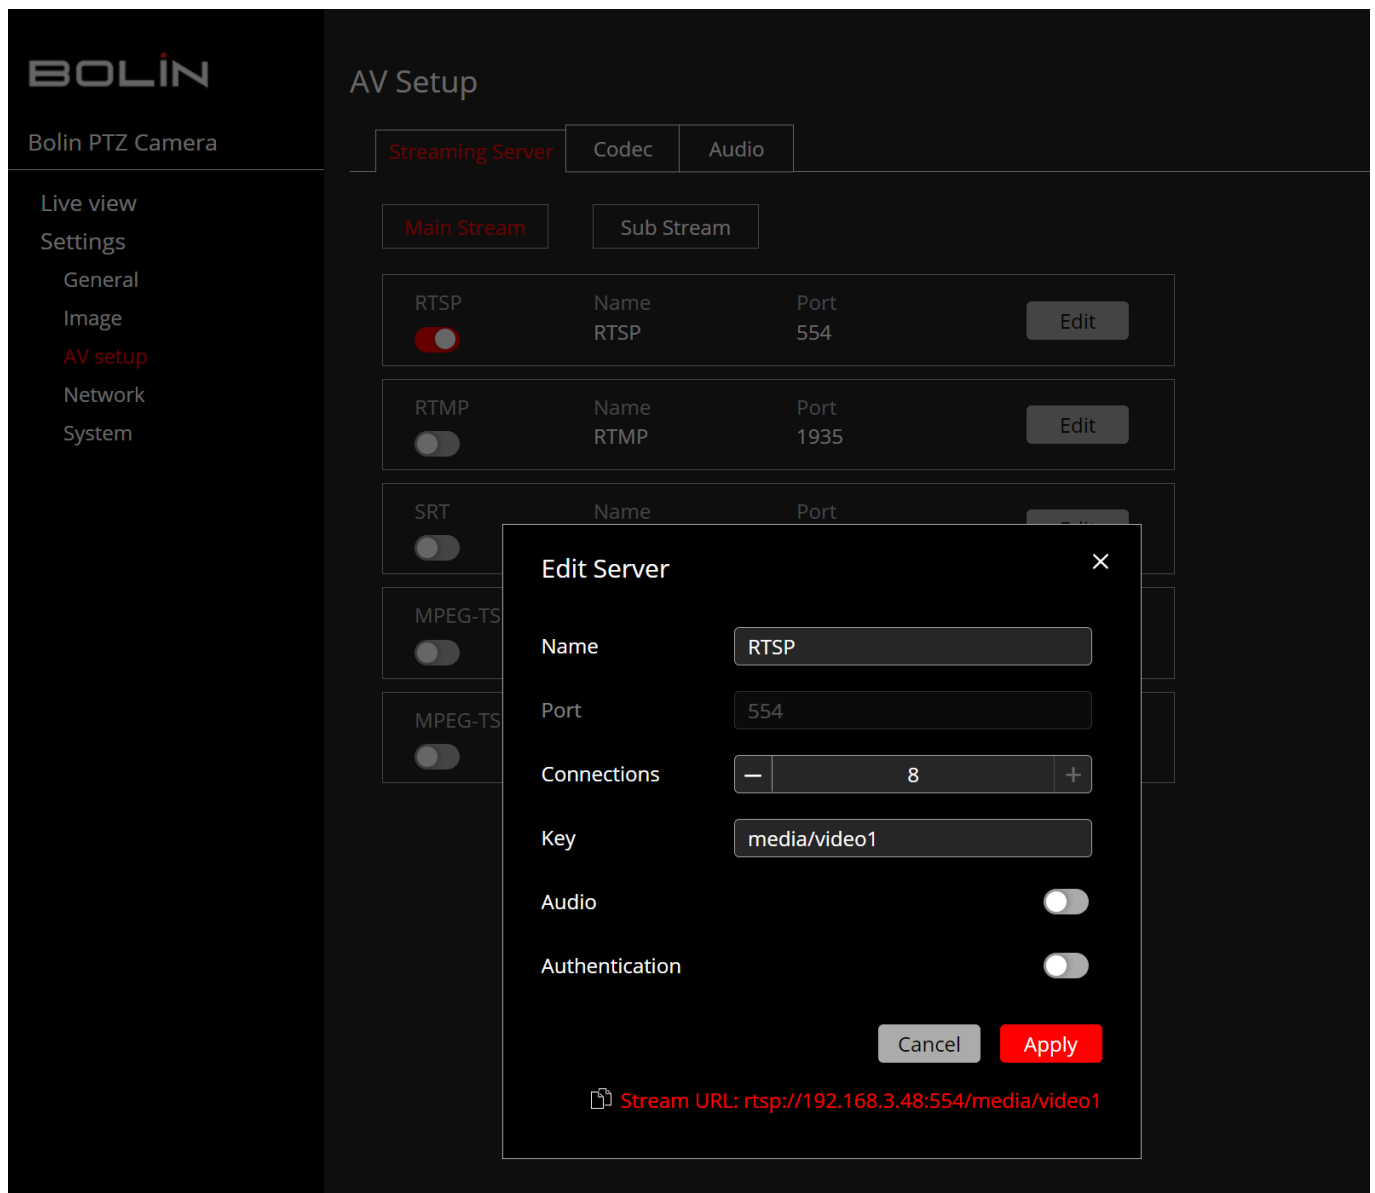 BOLIN
Bolin PTZ Camera
Live view
Settings
General
Image
AV setup
Network
System
AV Setup
Streaming Server
Codec
Audio
Main Stream
Sub Stream
RTSP Name Port
RTSP 554
Edit
RTMP Name Port
RTMP 1935
Edit
SRT Name Port
MPEG-TS
MPEG-TS
Edit Server
Name RTSP
Port 554
Connections 8
Key media/video1
Audio
Authentication
Cancel Apply
Stream URL: rtsp://192.168.3.48:554/media/video1